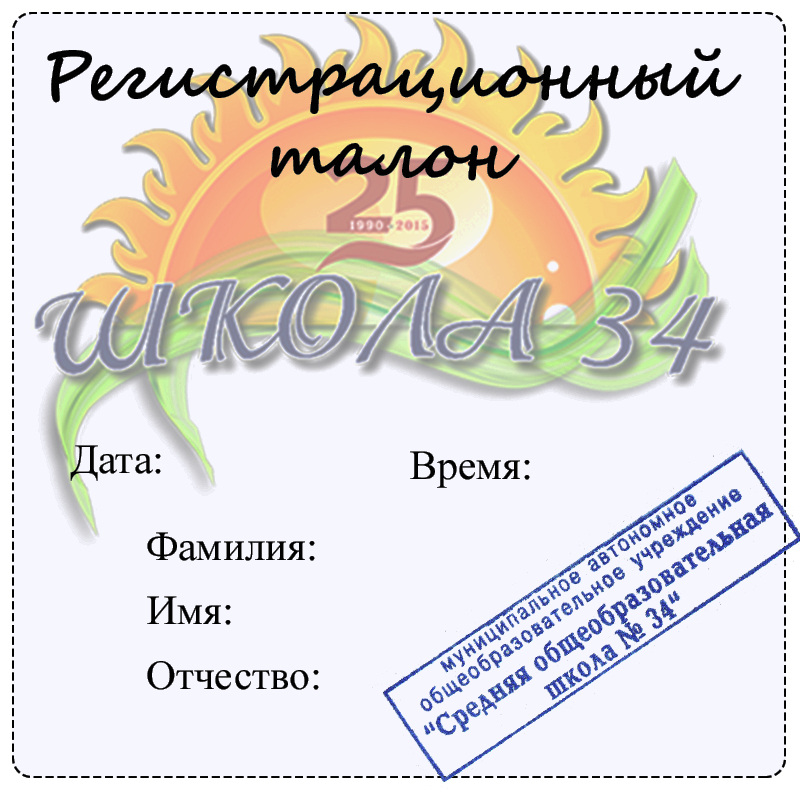 Регистрационный
талон
25
1990 - 2015
ШКОЛА 34
Дата: Время:
Фамилия:
Имя:
Отчество:
муниципальное автономное
общеобразовательное учреждение
"Средняя общеобразовательная
школа № 34"